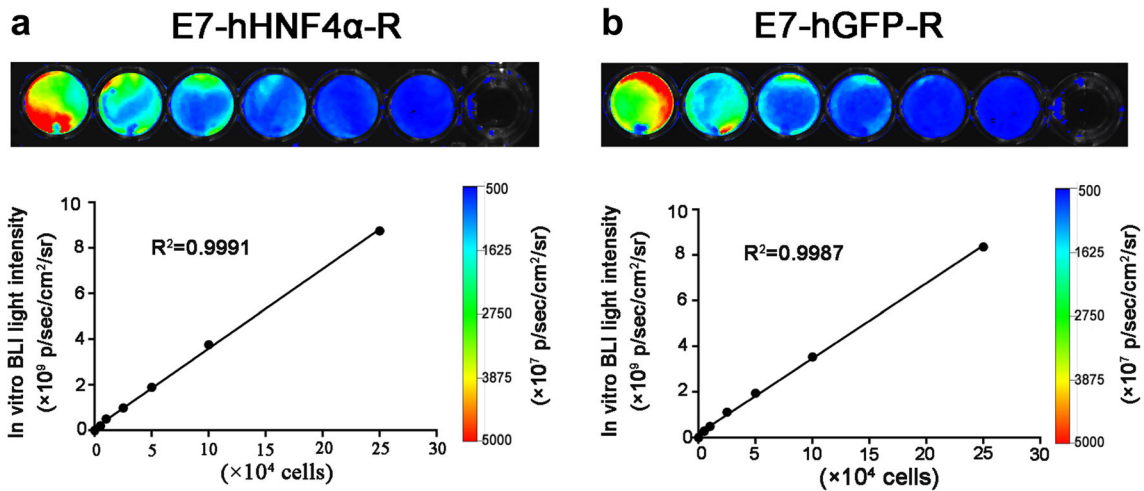 a E7-hHNF4α-R
In vitro BLI light intensity
(×10⁹ p/sec/cm²/sr)
10
8
6
4
2
0
R²=0.9991
0 5 10 15 20 25 30
(×10⁴ cells)
500
1625
2750
3875
5000
(×10⁷ p/sec/cm²/sr)
b E7-hGFP-R
In vitro BLI light intensity
(×10⁹ p/sec/cm²/sr)
10
8
6
4
2
0
R²=0.9987
0 5 10 15 20 25 30
(×10⁴ cells)
500
1625
2750
3875
5000
(×10⁷ p/sec/cm²/sr)